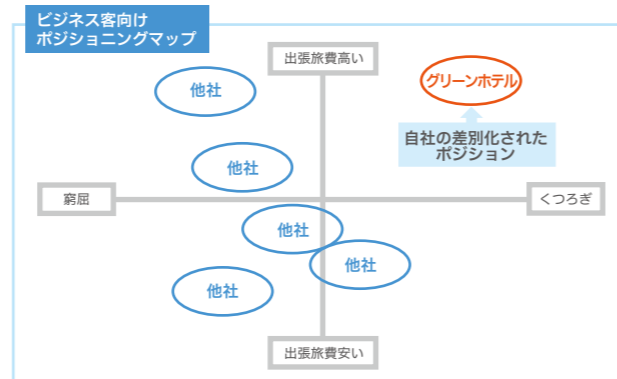 ビジネス客向け
ポジショニングマップ
出張旅費高い
他社
グリーンホテル
自社の差別化された
ポジション
他社
窮屈
くつろぎ
他社
他社
他社
出張旅費安い